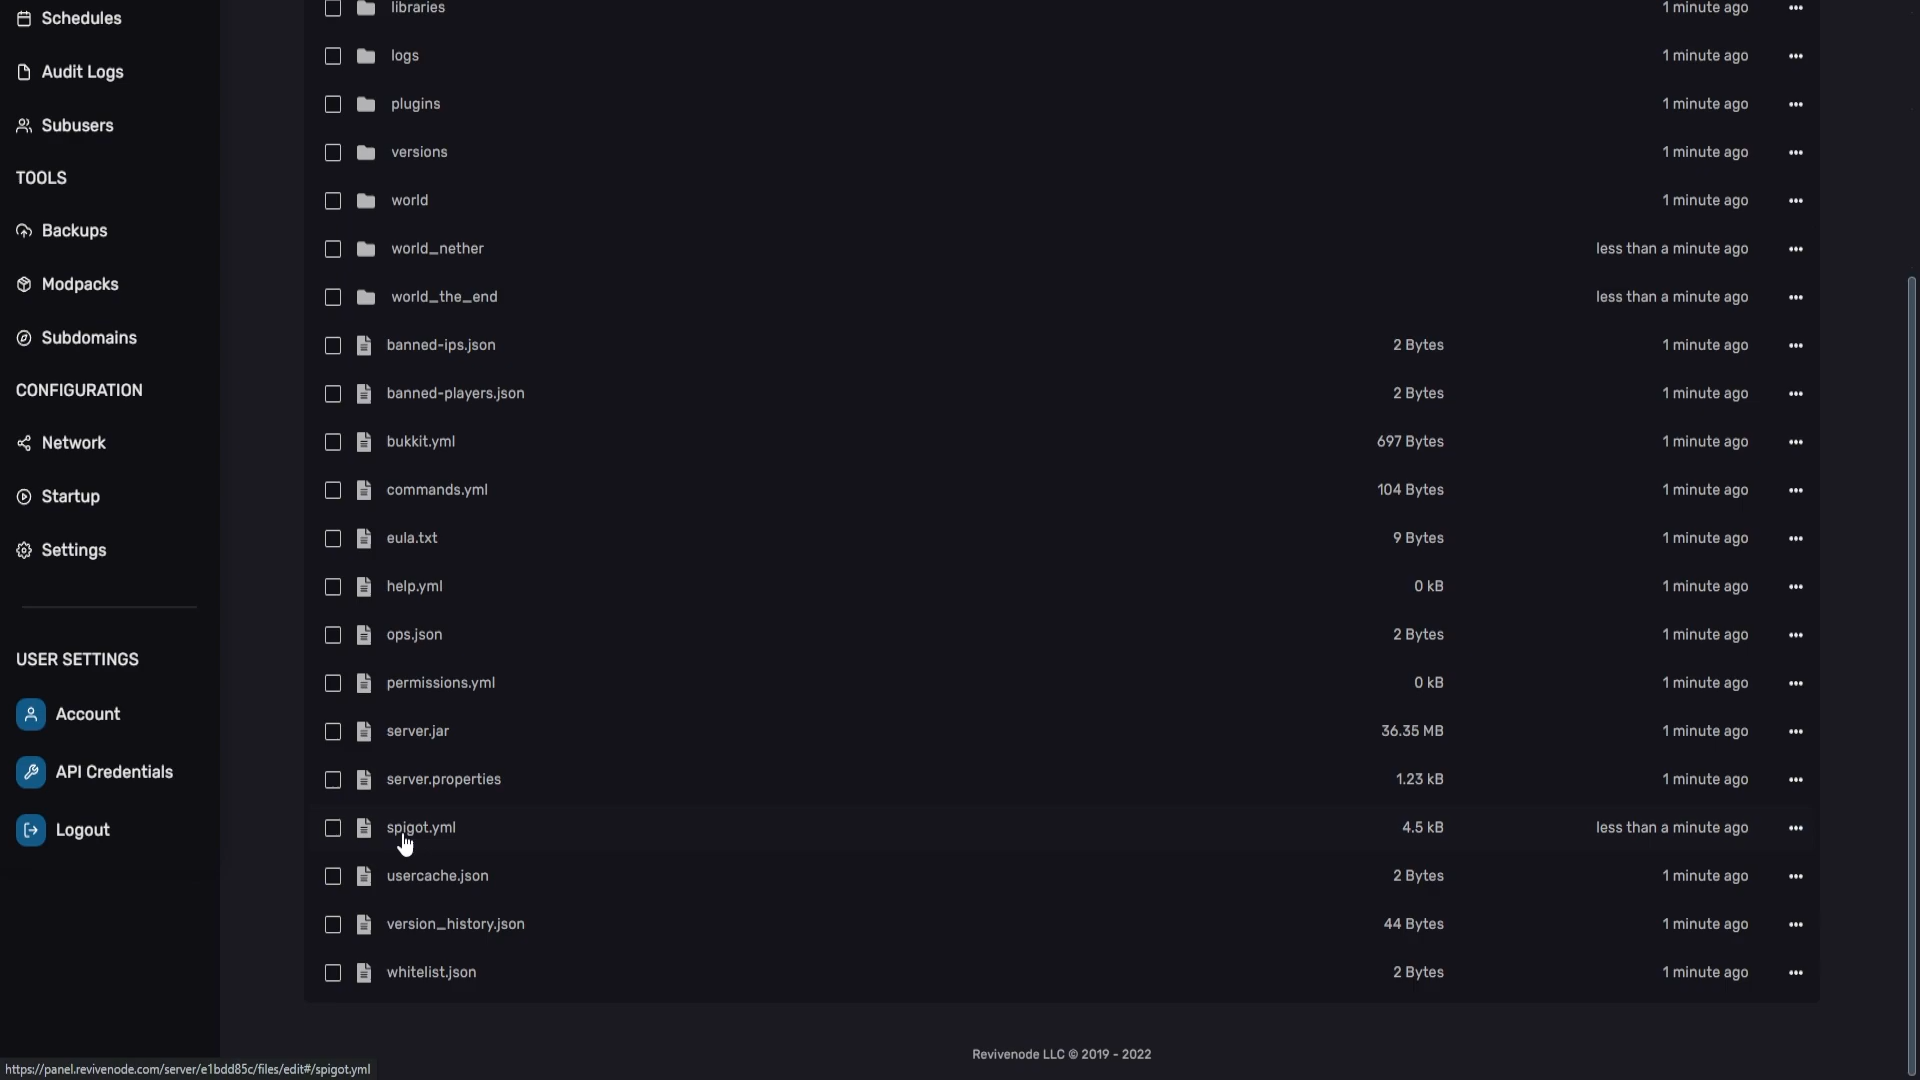 Schedules
Audit Logs
Subusers
TOOLS
Backups
Modpacks
Subdomains
CONFIGURATION
Network
Startup
Settings
USER SETTINGS
Account
API Credentials
Logout
libraries 1 minute ago
logs 1 minute ago
plugins 1 minute ago
versions 1 minute ago
world 1 minute ago
world_nether less than a minute ago
world_the_end less than a minute ago
banned-ips.json 2 Bytes 1 minute ago
banned-players.json 2 Bytes 1 minute ago
bukkit.yml 697 Bytes 1 minute ago
commands.yml 104 Bytes 1 minute ago
eula.txt 9 Bytes 1 minute ago
help.yml 0 kB 1 minute ago
ops.json 2 Bytes 1 minute ago
permissions.yml 0 kB 1 minute ago
server.jar 36.35 MB 1 minute ago
server.properties 1.23 kB 1 minute ago
spigot.yml 4.5 kB less than a minute ago
usercache.json 2 Bytes 1 minute ago
version_history.json 44 Bytes 1 minute ago
whitelist.json 2 Bytes 1 minute ago
Revivenode LLC © 2019 - 2022
https://panel.revivenode.com/server/e1bdd85c/files/edit#/spigot.yml